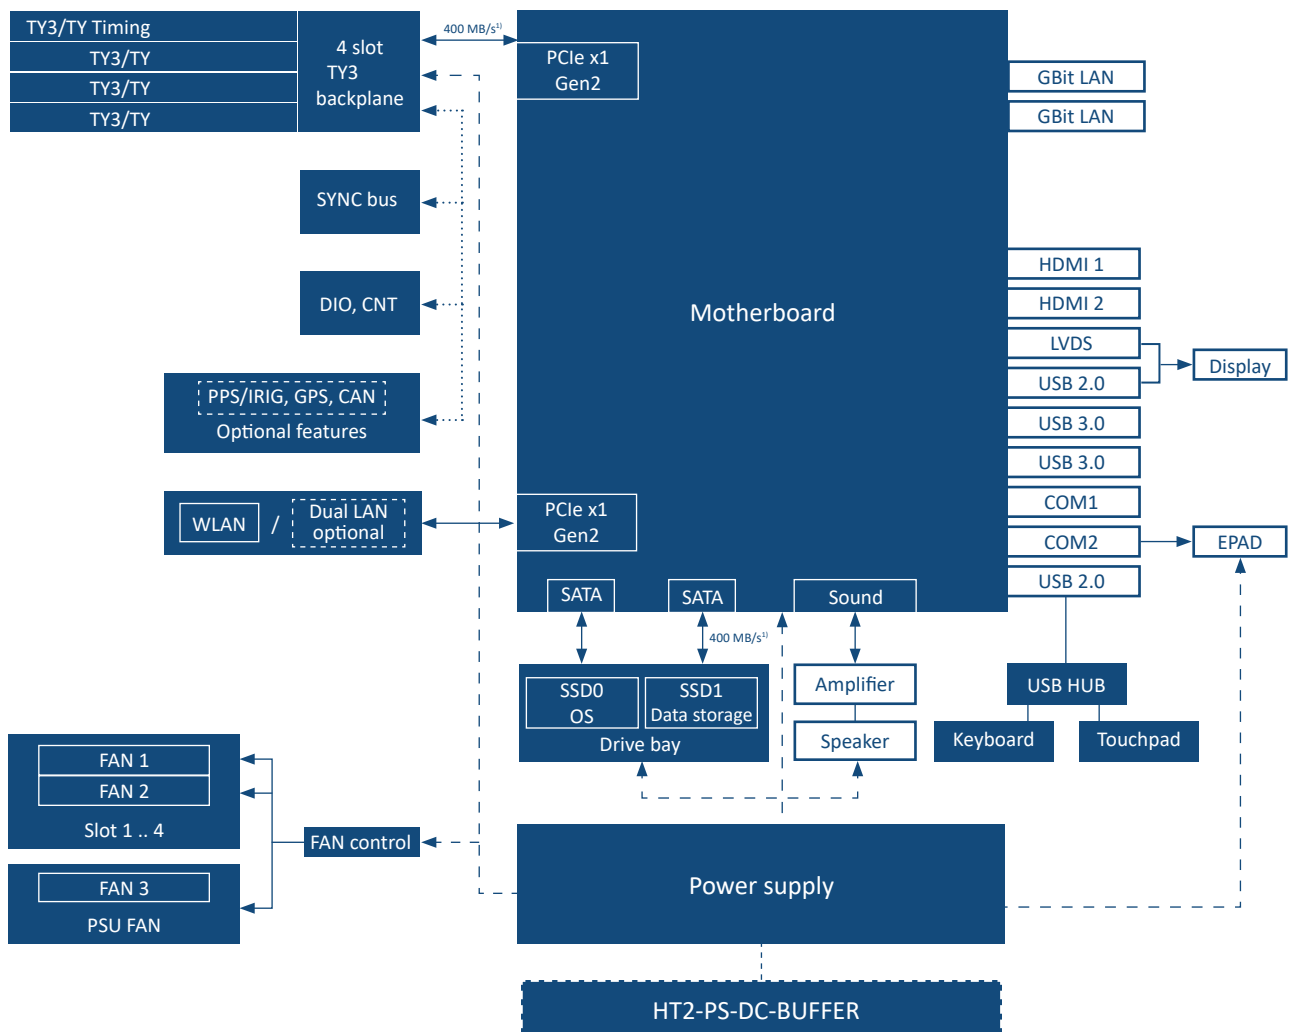 TY3/TY Timing
TY3/TY
TY3/TY
TY3/TY
4 slot
TY3
backplane
400 MB/s¹⁾
PCIe x1
Gen2
GBit LAN
GBit LAN
SYNC bus
DIO, CNT
PPS/IRIG, GPS, CAN
Optional features
Motherboard
HDMI 1
HDMI 2
LVDS
USB 2.0
Display
USB 3.0
USB 3.0
COM1
COM2
EPAD
USB 2.0
WLAN
/
Dual LAN
optional
PCIe x1
Gen2
SATA
SATA
Sound
400 MB/s¹⁾
SSD0
OS
SSD1
Data storage
Drive bay
Amplifier
Speaker
USB HUB
Keyboard
Touchpad
FAN 1
FAN 2
Slot 1 .. 4
FAN control
FAN 3
PSU FAN
Power supply
HT2-PS-DC-BUFFER